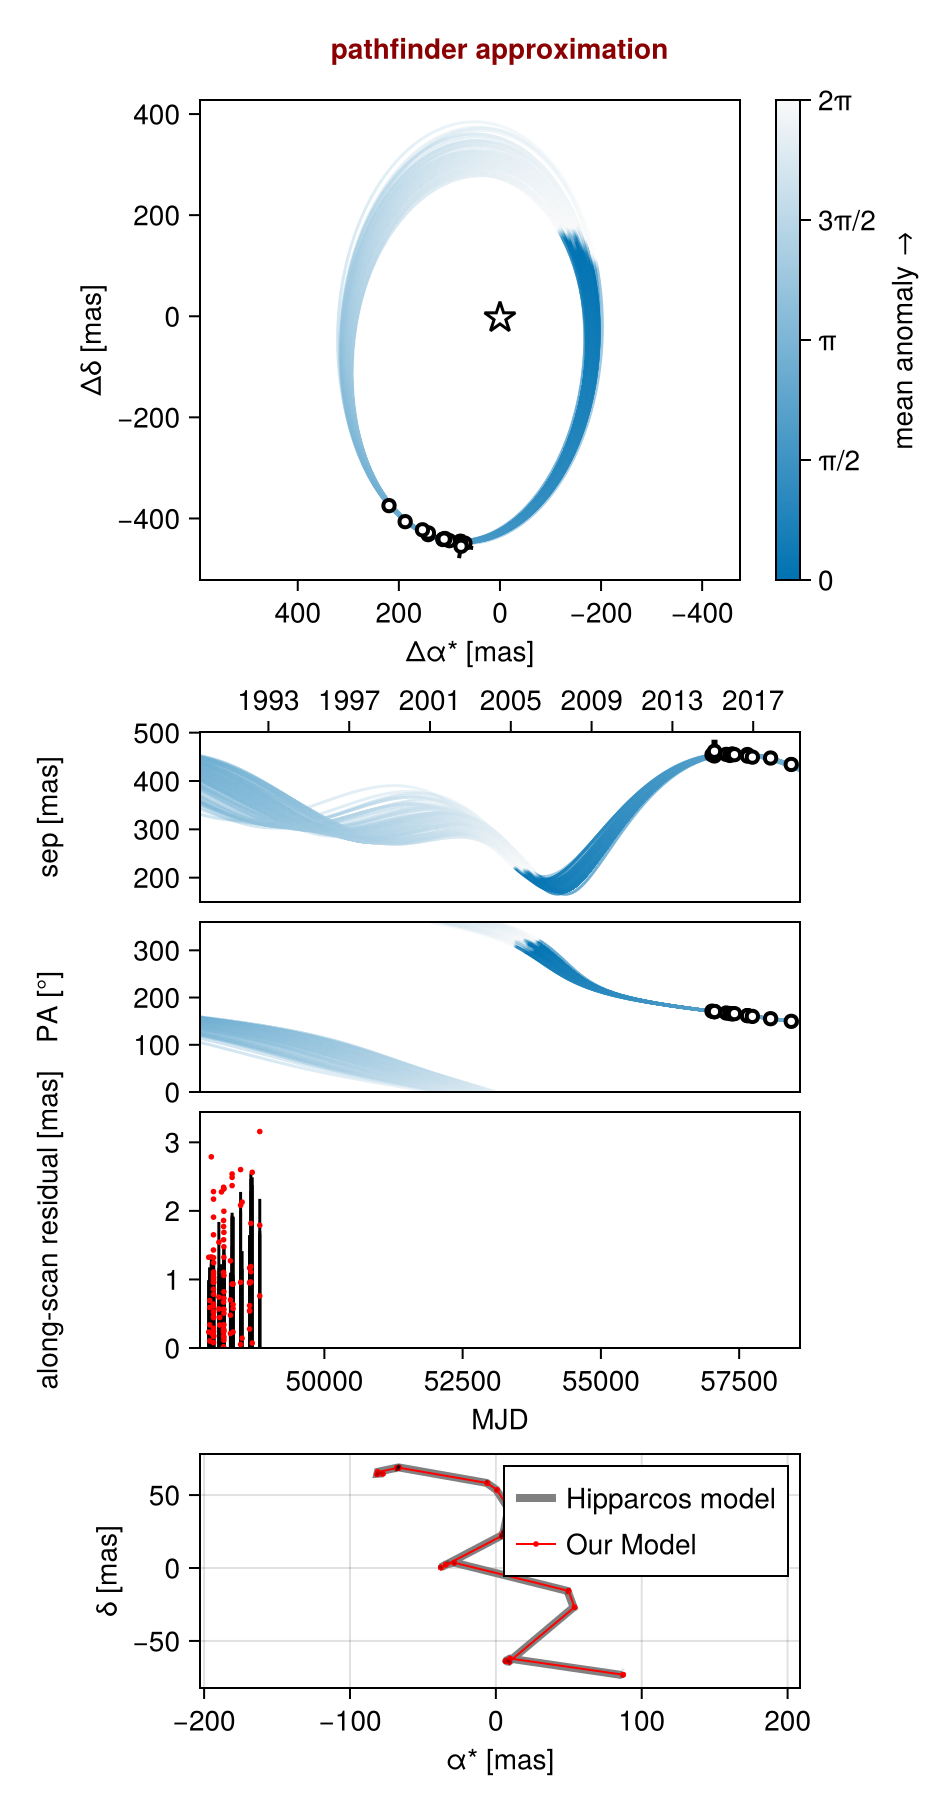 pathfinder approximation
400
200
0
−200
−400
Δδ [mas]
400
200
0
−200
−400
Δα* [mas]
2π
3π/2
π
π/2
0
mean anomaly →
1993
1997
2001
2005
2009
2013
2017
500
400
300
200
sep [mas]
300
200
100
0
PA [°]
3
2
1
0
along-scan residual [mas]
50000
52500
55000
57500
MJD
50
0
−50
δ [mas]
Hipparcos model
Our Model
−200
−100
0
100
200
α* [mas]